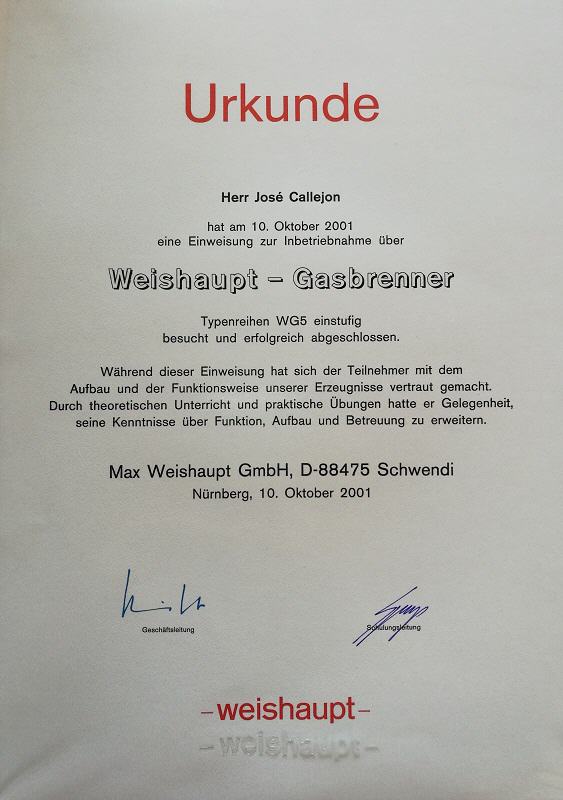 Urkunde
Herr José Callejon
hat am 10. Oktober 2001
eine Einweisung zur Inbetriebnahme über
Weishaupt – Gasbrenner
Typenreihen WG5 einstufig
besucht und erfolgreich abgeschlossen.
Während dieser Einweisung hat sich der Teilnehmer mit dem
Aufbau und der Funktionsweise unserer Erzeugnisse vertraut gemacht.
Durch theoretischen Unterricht und praktische Übungen hatte er Gelegenheit,
seine Kenntnisse über Funktion, Aufbau und Betreuung zu erweitern.
Max Weishaupt GmbH, D-88475 Schwendi
Nürnberg, 10. Oktober 2001
Geschäftsleitung
Schulungsleitung
–weishaupt–
–weishaupt–